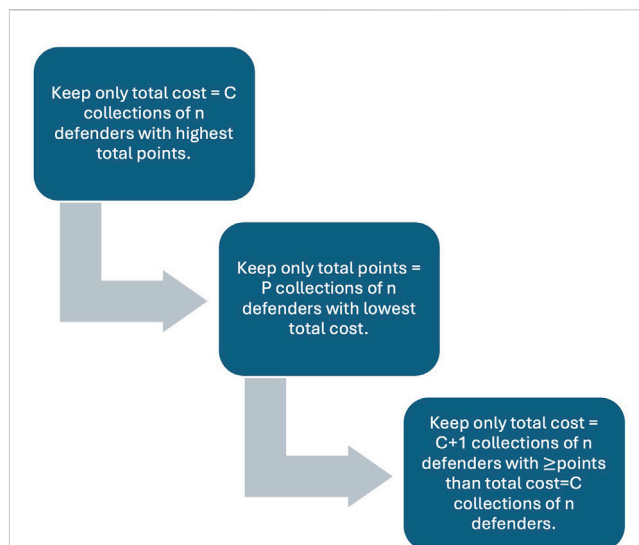 Keep only total cost = C
collections of n
defenders with highest
total points.
Keep only total points =
P collections of n
defenders with lowest
total cost.
Keep only total cost =
C+1 collections of n
defenders with ≥points
than total cost=C
collections of n
defenders.